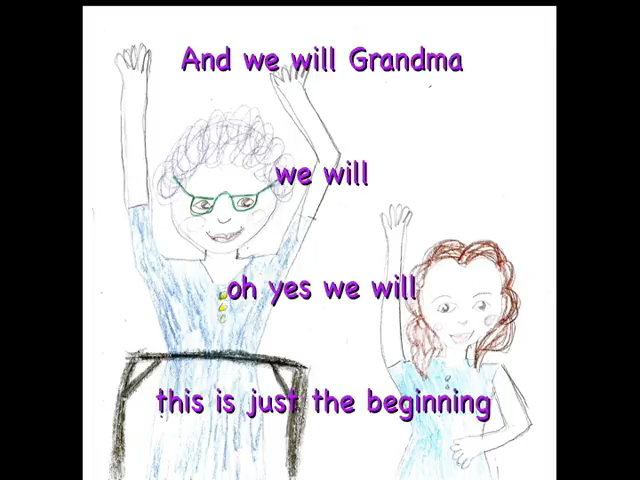 And we will Grandma
we will
oh yes we will
this is just the beginning